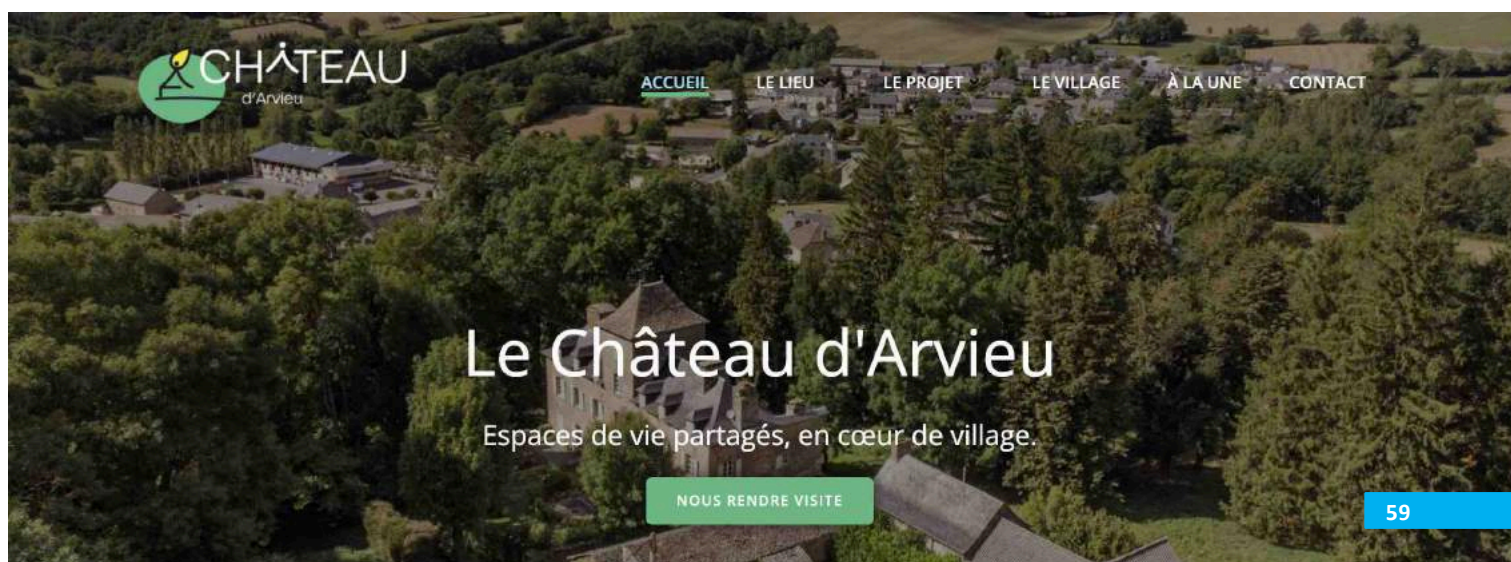 CHÂTEAU
d'Arvieu
ACCUEIL LE LIEU LE PROJET LE VILLAGE À LA UNE CONTACT
Le Château d'Arvieu
Espaces de vie partagés, en cœur de village.
NOUS RENDRE VISITE
59